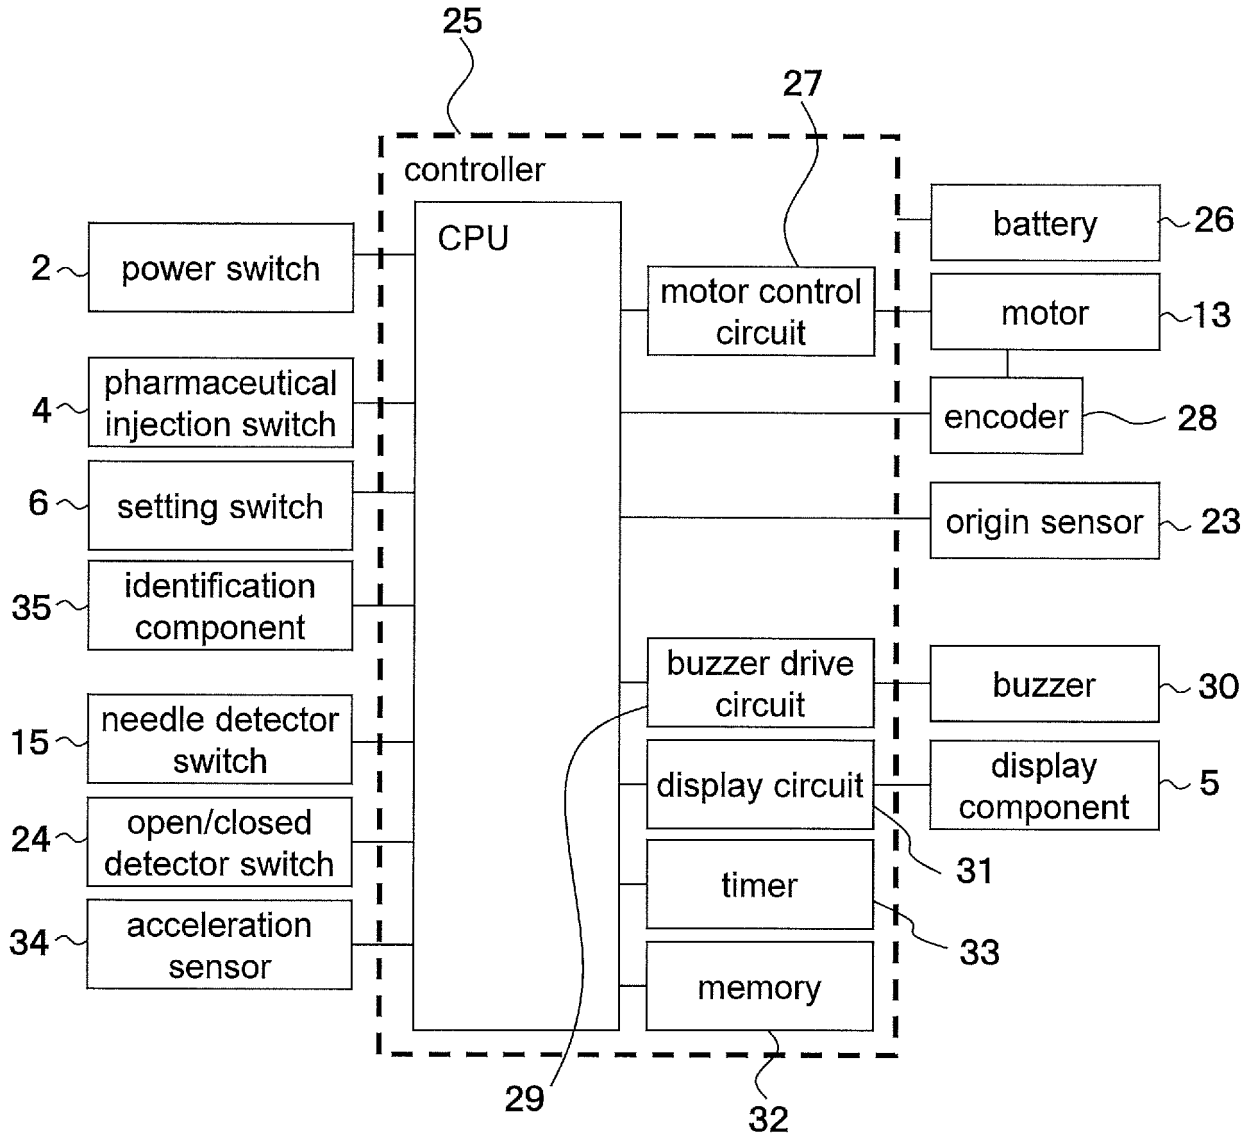 25
27
controller
CPU
battery
26
2
power switch
motor control
circuit
motor
13
pharmaceutical
injection switch
4
encoder
28
6
setting switch
origin sensor
23
35
identification
component
buzzer drive
circuit
buzzer
30
15
needle detector
switch
display circuit
display
component
5
24
open/closed
detector switch
31
timer
34
acceleration
sensor
33
memory
29
32